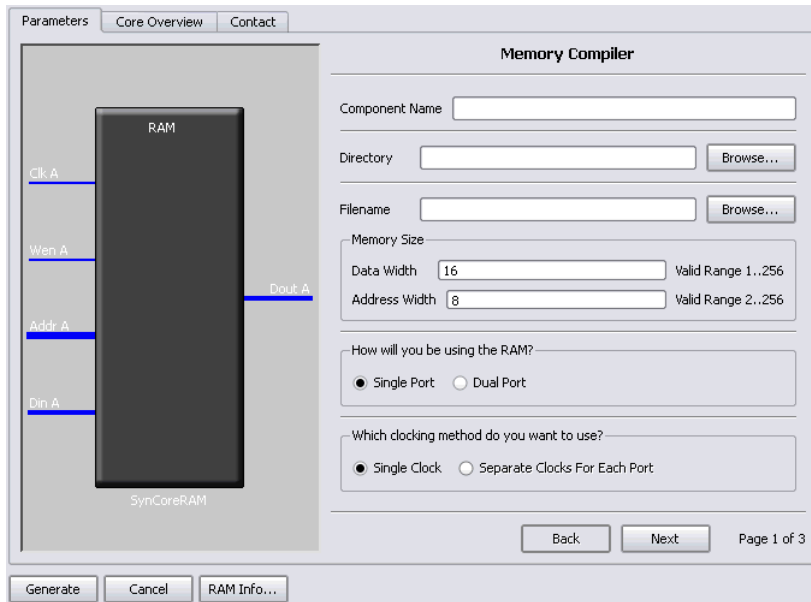 Parameters Core Overview Contact
RAM
Clk A
Wen A
Dout A
Addr A
Din A
SynCoreRAM
Memory Compiler
Component Name
Directory Browse...
Filename Browse...
Memory Size
Data Width 16 Valid Range 1..256
Address Width 8 Valid Range 2..256
How will you be using the RAM?
Single Port Dual Port
Which clocking method do you want to use?
Single Clock Separate Clocks For Each Port
Back Next Page 1 of 3
Generate Cancel RAM Info...